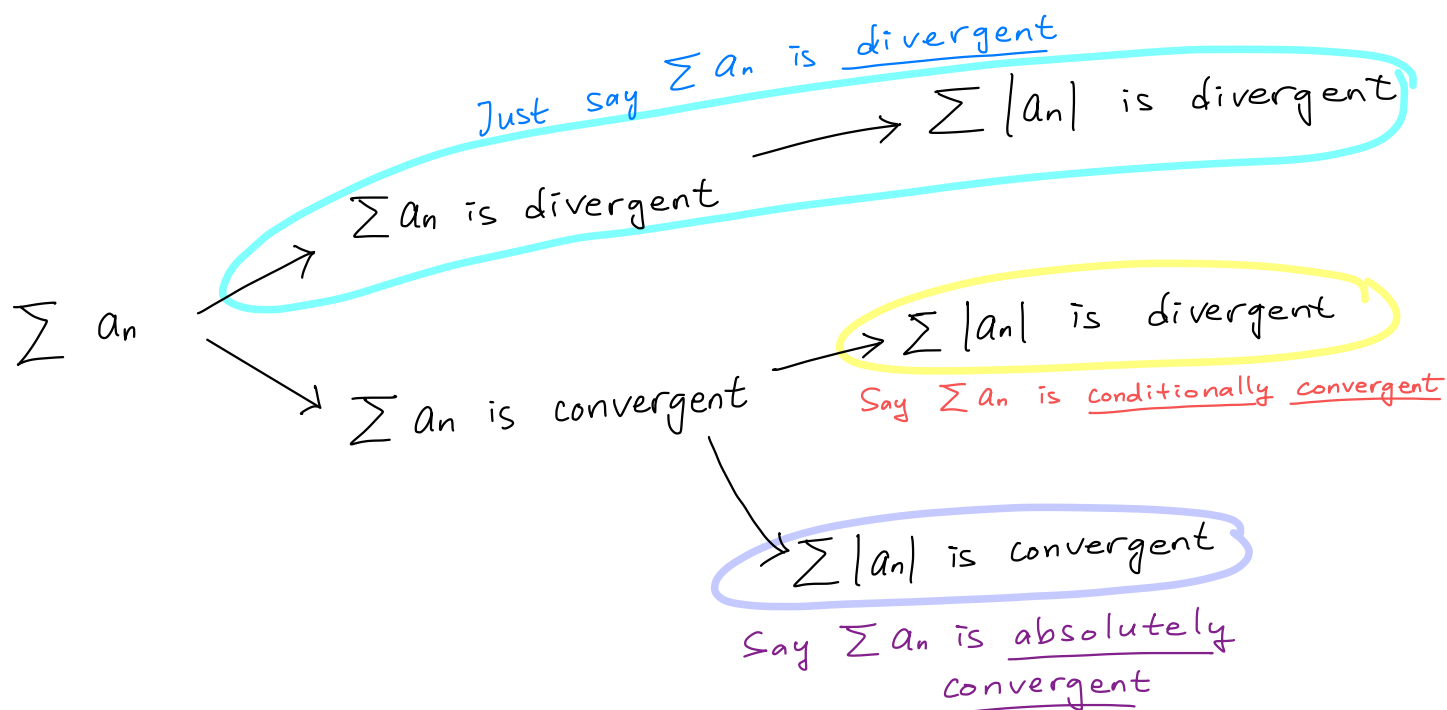 Just say ∑ aₙ is divergent
∑ |aₙ| is divergent
∑ aₙ is divergent
∑ aₙ
∑ |aₙ| is divergent
Say ∑ aₙ is conditionally convergent
∑ aₙ is convergent
∑ |aₙ| is convergent
Say ∑ aₙ is absolutely
convergent